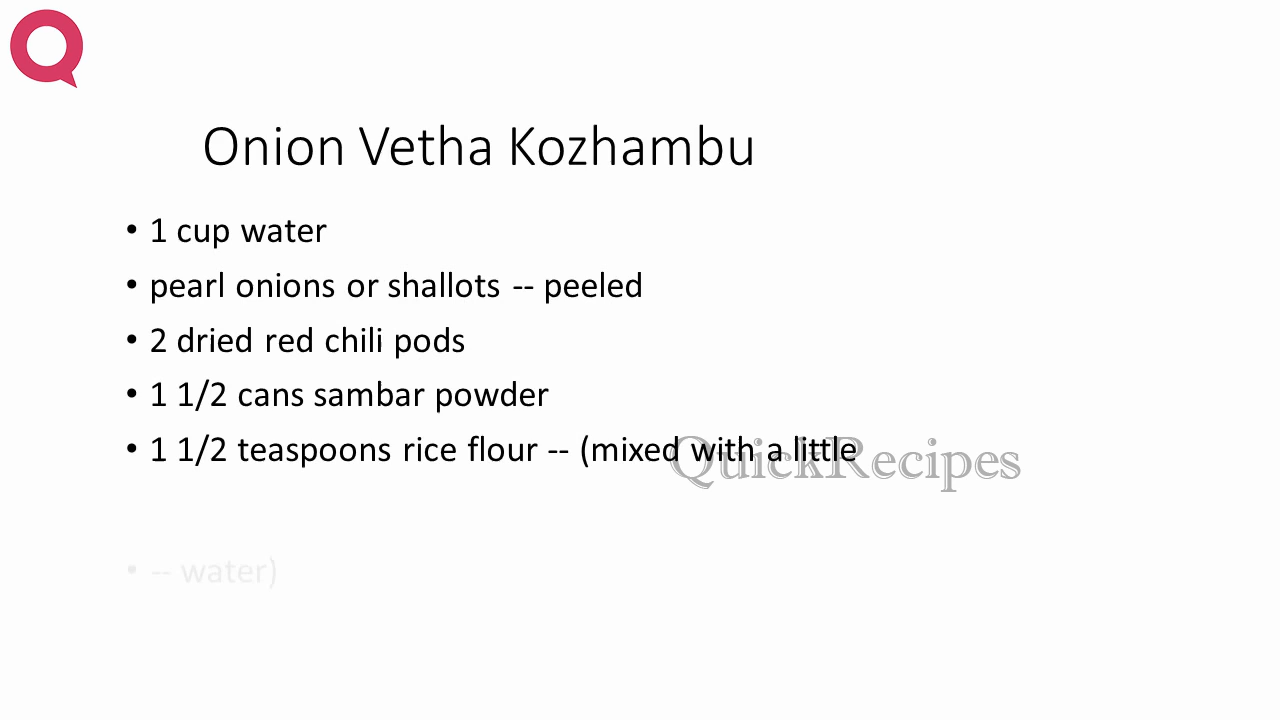 Onion Vetha Kozhambu
• 1 cup water
• pearl onions or shallots -- peeled
• 2 dried red chili pods
• 1 1/2 cans sambar powder
• 1 1/2 teaspoons rice flour -- (mixed with a little
QuickRecipes
• -- water)